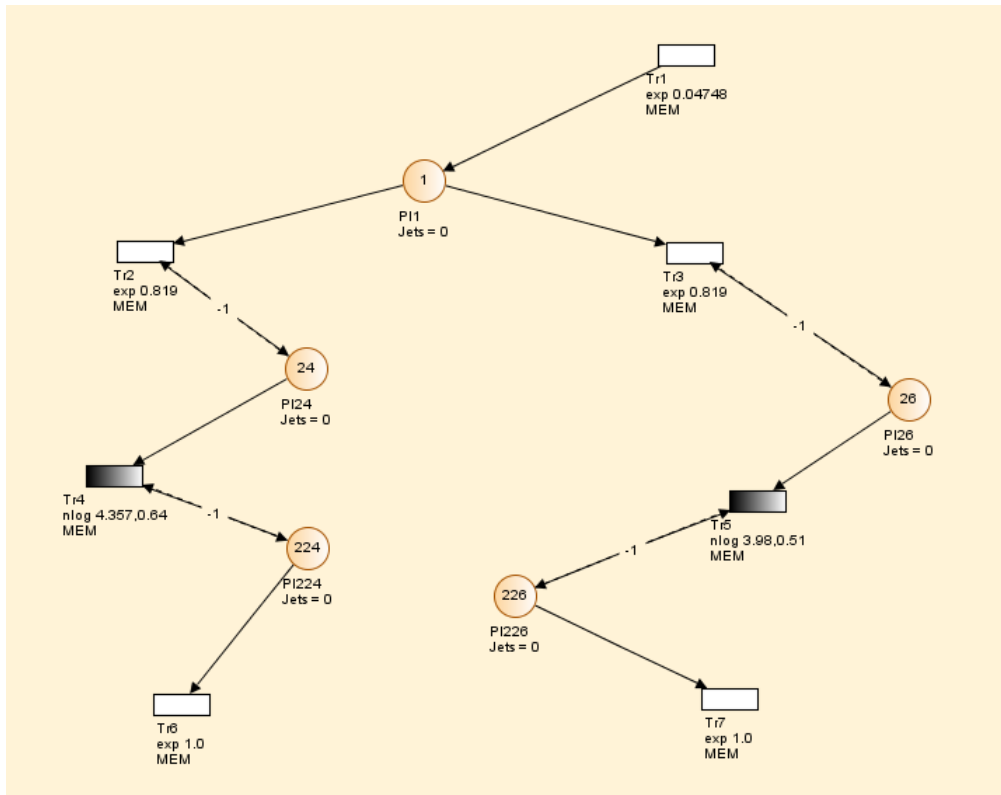 Tr1
exp 0.04748
MEM
1
Pl1
Jets = 0
Tr2
exp 0.819
MEM
Tr3
exp 0.819
MEM
-1
-1
24
Pl24
Jets = 0
26
Pl26
Jets = 0
Tr4
nlog 4.357,0.64
MEM
-1
Tr5
nlog 3.98,0.51
MEM
-1
224
Pl224
Jets = 0
226
Pl226
Jets = 0
Tr6
exp 1.0
MEM
Tr7
exp 1.0
MEM